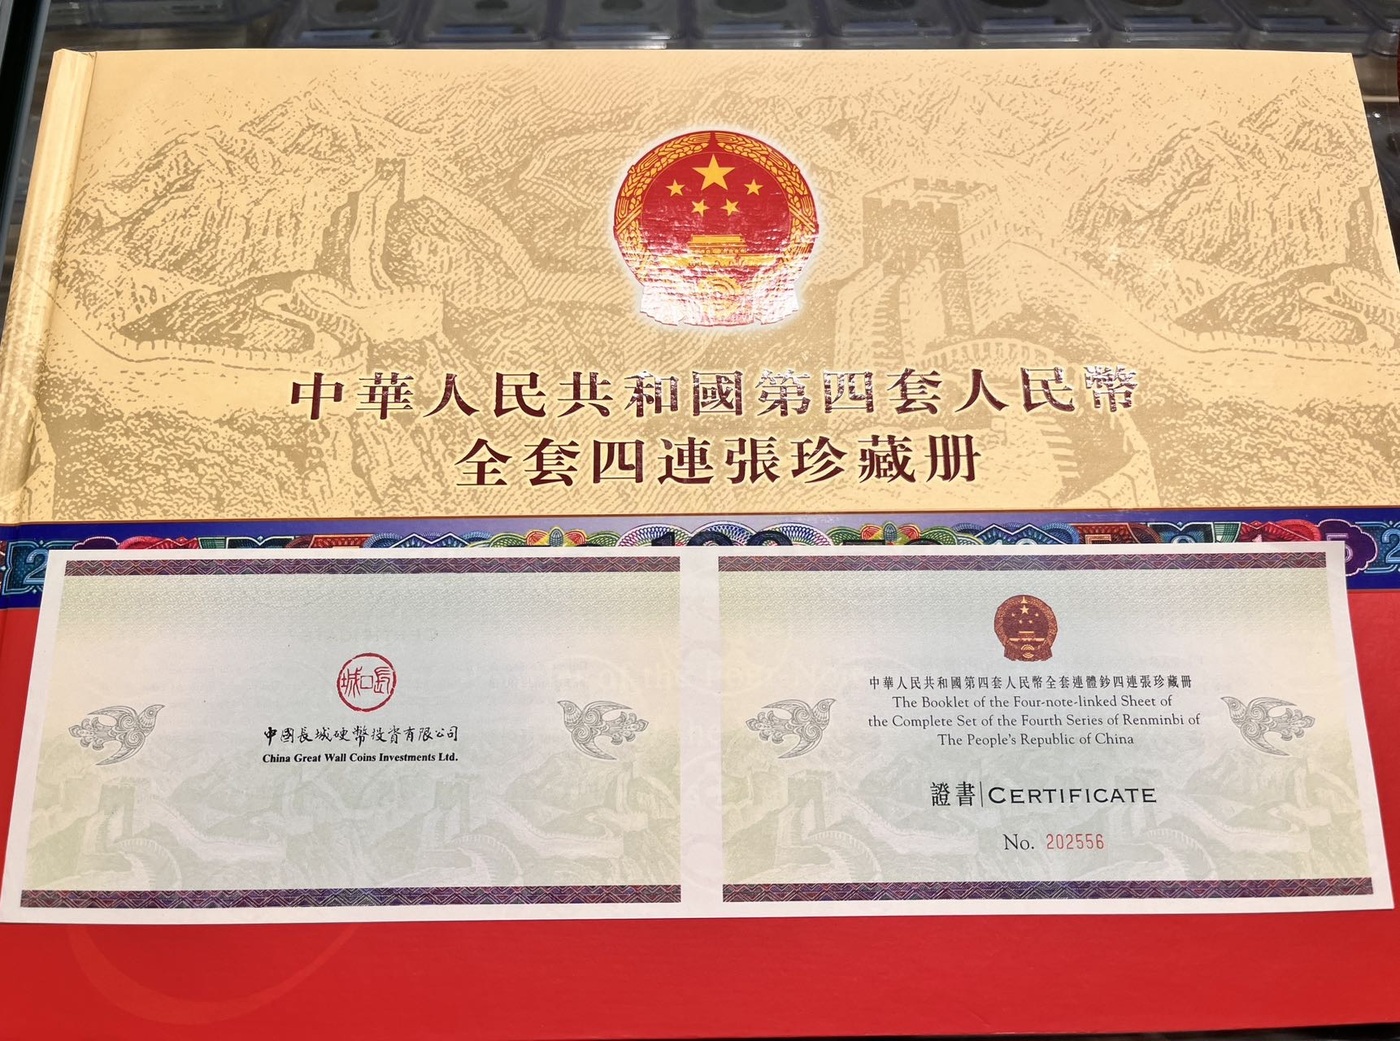 中華人民共和國第四套人民幣
全套四連張珍藏册
長城
中國長城硬幣投資有限公司
China Great Wall Coins Investments Ltd.
中華人民共和國第四套人民幣全套連體鈔四連張珍藏冊
The Booklet of the Four-note-linked Sheet of
the Complete Set of the Fourth Series of Renminbi of
The People's Republic of China
證書|CERTIFICATE
No. 202556